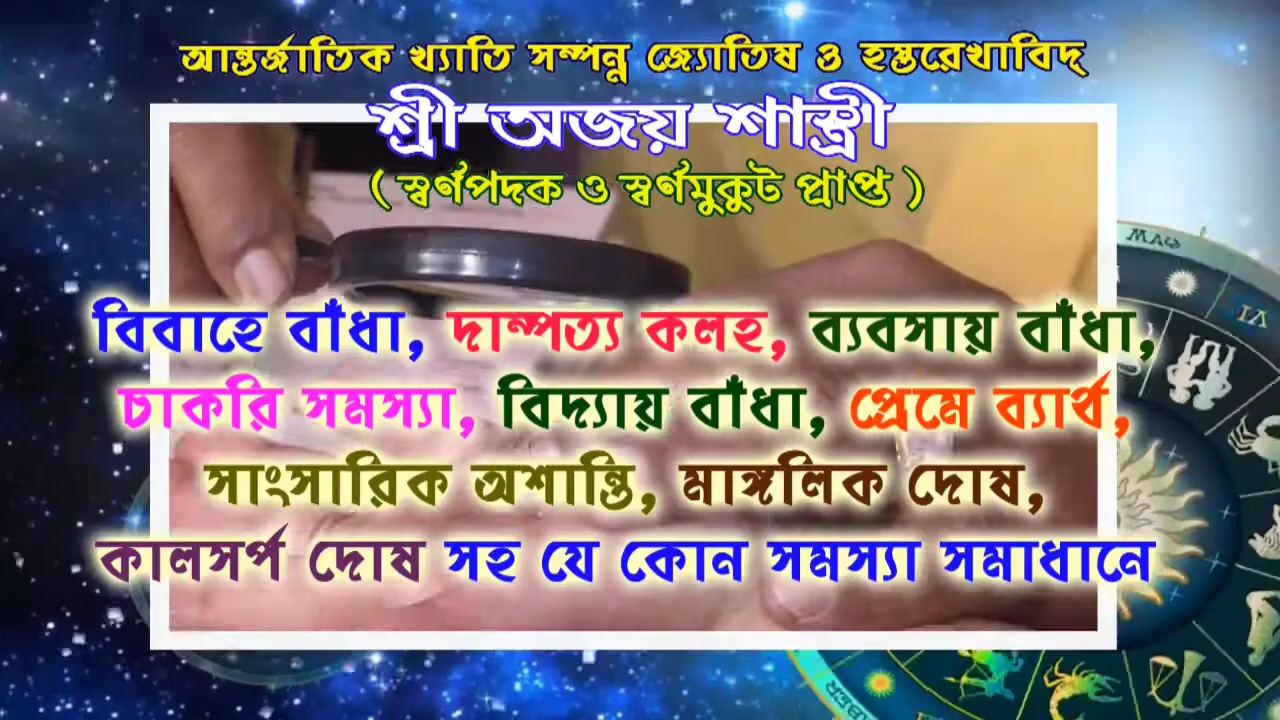 আন্তর্জাতিক খ্যাতি সম্পন্ন জ্যোতিষ ও হস্তরেখাবিদ্
শ্রী অজয় শাস্ত্রী
( স্বর্ণপদক ও স্বর্ণমুকুট প্রাপ্ত )
বিবাহে বাঁধা, দাম্পত্য কলহ, ব্যবসায় বাঁধা,
চাকরি সমস্যা, বিদ্যায় বাঁধা, প্রেমে ব্যার্থ,
সাংসারিক অশান্তি, মাঙ্গলিক দোষ,
কালসর্প দোষ সহ যে কোন সমস্যা সমাধানে